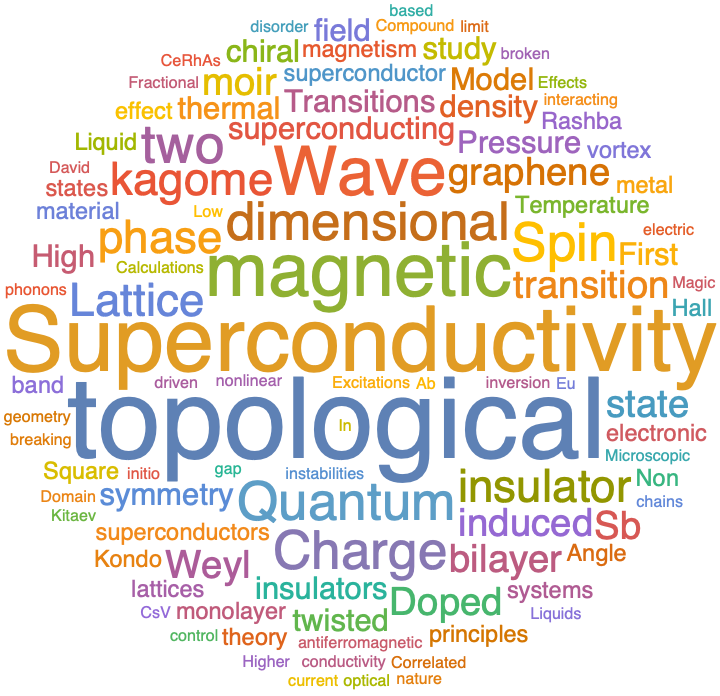 based
disorder field Compound limit
chiral magnetism study broken
CeRhAs superconductor
Fractional moir Model Effects
effect thermal Transitions density interacting
Liquid two superconducting Pressure Rashba
David Wave graphene vortex
states kagome metal
material Low dimensional Temperature
High phase Spin First electric
Calculations magnetic transition Magic
phonons Lattice Hall
Superconductivity
band driven nonlinear Excitations Ab inversion Eu
geometry topological state
breaking In electronic
Square initio gap instabilities insulator Microscopic
Non
Domain symmetry Quantum chains
Kitaev induced Sb
superconductors Charge
Kondo Weyl bilayer Angle
lattices insulators Doped systems
CsV monolayer twisted Liquids
control theory antiferromagnetic principles
Higher conductivity Correlated
current optical nature